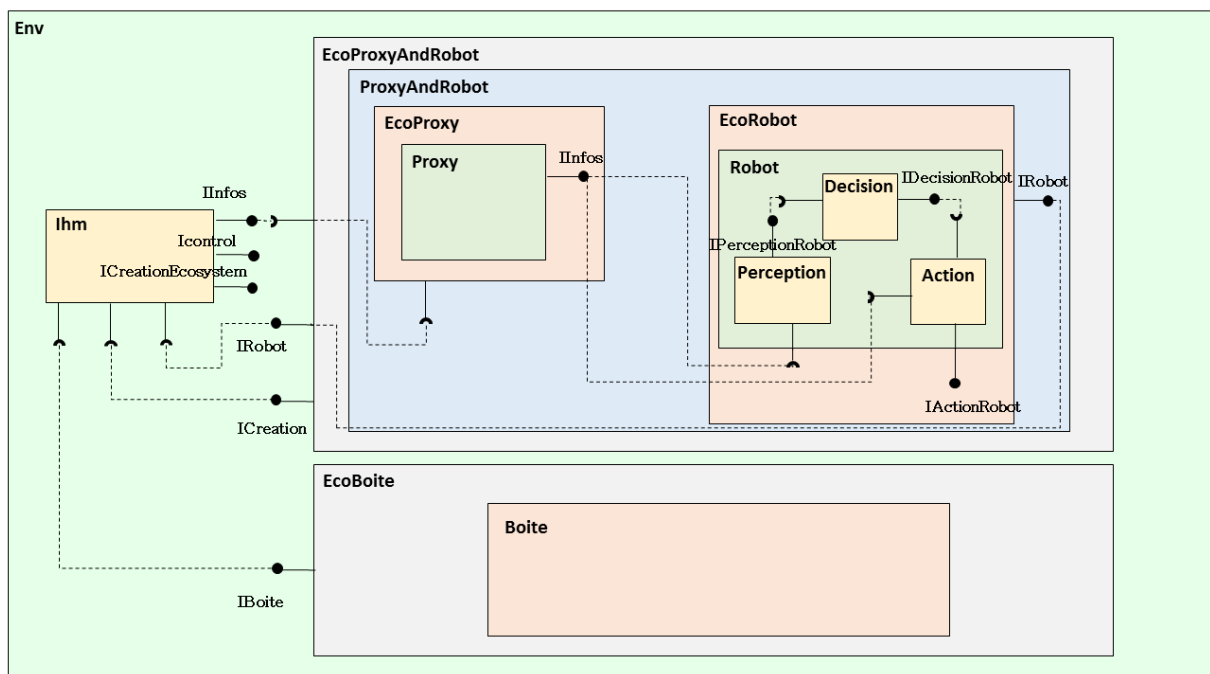 Env
EcoProxyAndRobot
ProxyAndRobot
EcoProxy
EcoRobot
Proxy
IInfos
Robot
Decision
IDecisionRobot
IRobot
IInfos
Ihm
Icontrol
IPerceptionRobot
ICreationEcosystem
Perception
Action
IRobot
IActionRobot
ICreation
EcoBoite
Boite
IBoite